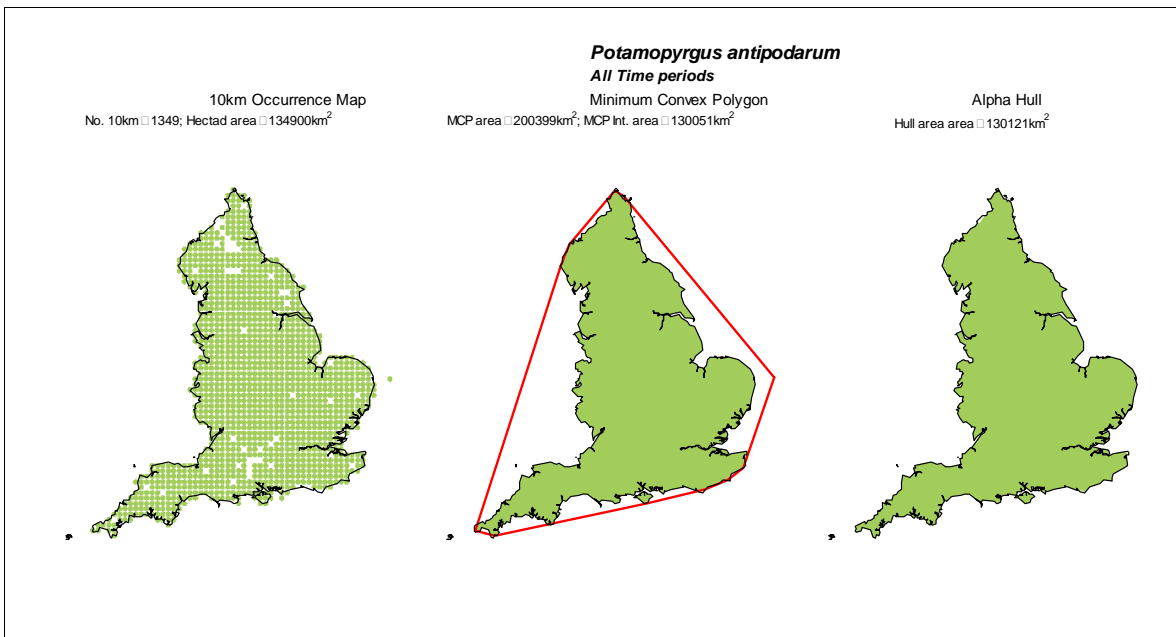 Potamopyrgus antipodarum
All Time periods
10km Occurrence Map
No. 10km □ 1349; Hectad area □ 134900km²
Minimum Convex Polygon
MCP area □ 200399km²; MCP Int. area □ 130051km²
Alpha Hull
Hull area area □ 130121km²